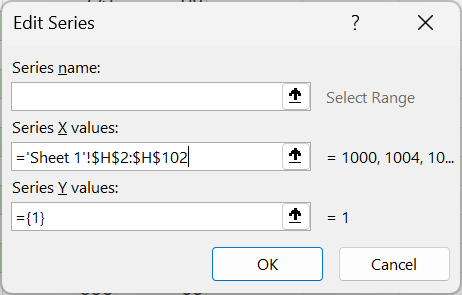 Edit Series
?
Series name:
Select Range
Series X values:
='Sheet 1'!$H$2:$H$102
= 1000, 1004, 10...
Series Y values:
={1}
= 1
OK
Cancel